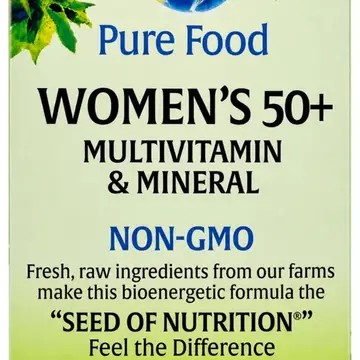 Pure Food
WOMEN'S 50+
MULTIVITAMIN
& MINERAL
NON-GMO
Fresh, raw ingredients from our farms
make this bioenergetic formula the
“SEED OF NUTRITION®”
Feel the Difference